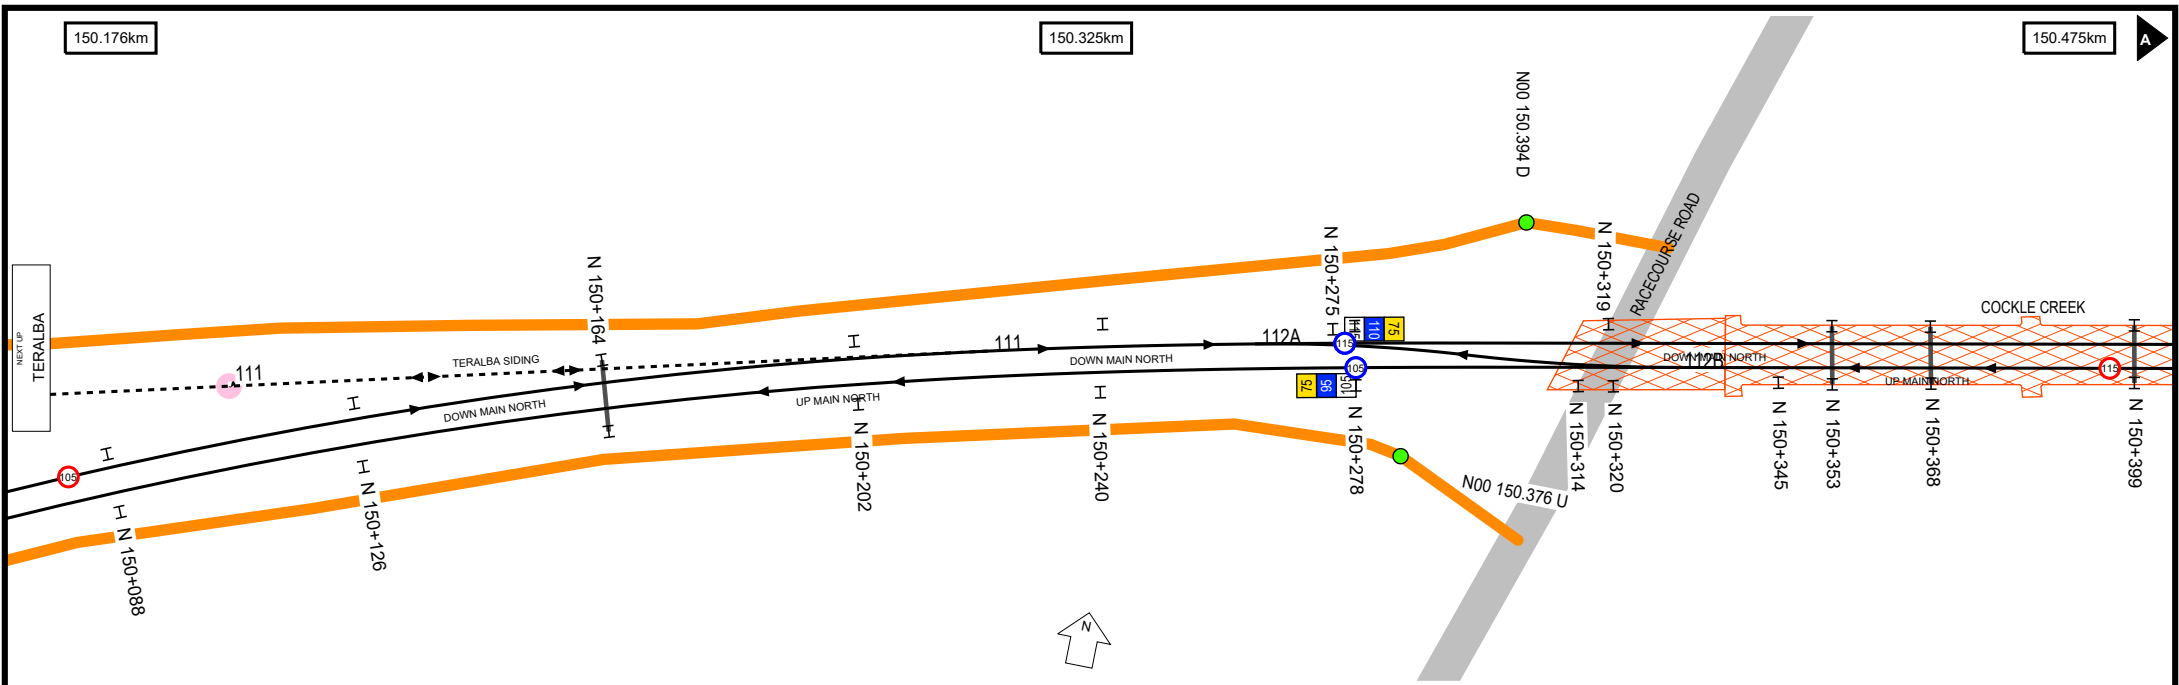 150.176km
150.325km
150.475km
A
N00 150.394 D
N 150+275
N 150+319
RACECOURSE ROAD
N 150+164
COCKLE CREEK
NEXT UP
TERALBA
111
TERALBA SIDING
111
112A
115
115
110
75
DOWN MAIN NORTH
DOWN MAIN NORTH
112B
DOWN MAIN NORTH
UP MAIN NORTH
UP MAIN NORTH
105
75
95
105
115
105
N 150+088
N 150+126
N 150+202
N 150+240
N 150+278
N00 150.376 U
N 150+314
N 150+320
N 150+345
N 150+353
N 150+368
N 150+399
N